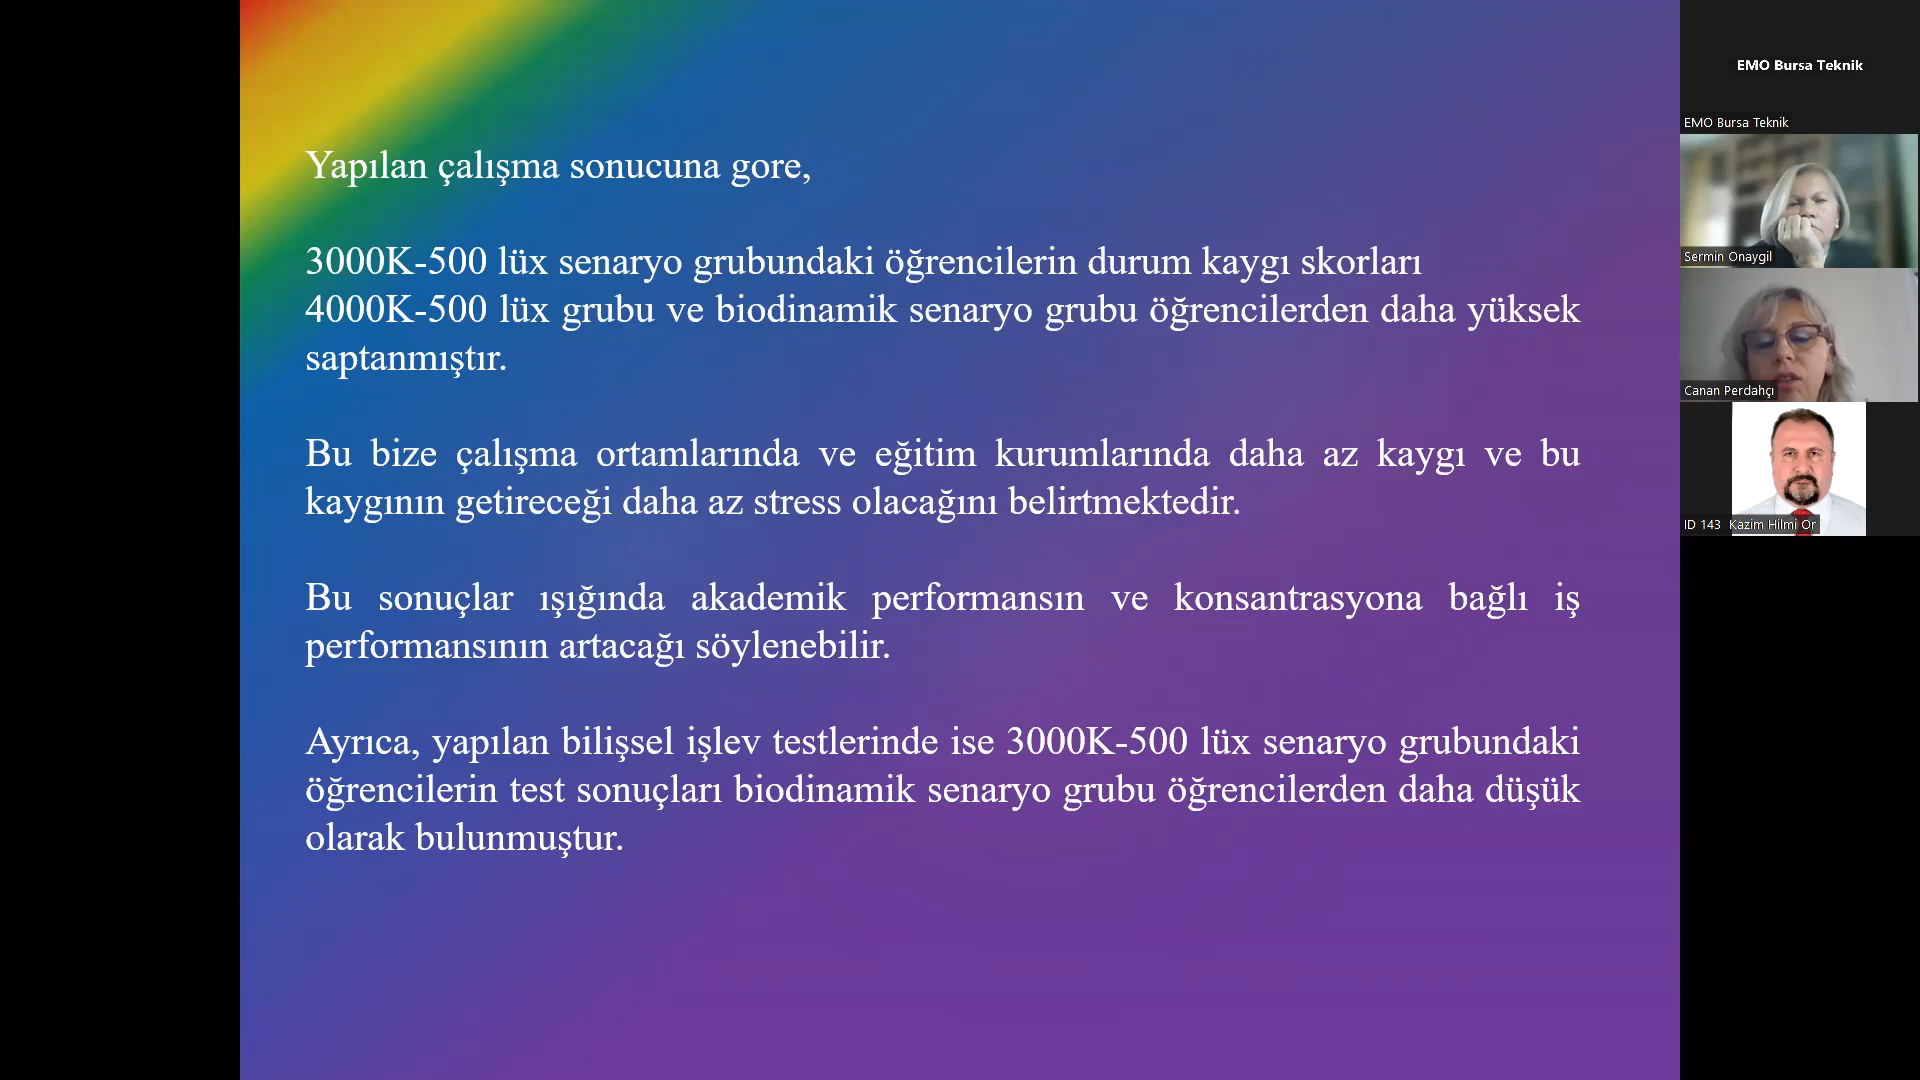 Yapılan çalışma sonucuna gore,
3000K-500 lüx senaryo grubundaki öğrencilerin durum kaygı skorları
4000K-500 lüx grubu ve biodinamik senaryo grubu öğrencilerden daha yüksek
saptanmıştır.
Bu bize çalışma ortamlarında ve eğitim kurumlarında daha az kaygı ve bu
kaygının getireceği daha az stress olacağını belirtmektedir.
Bu sonuçlar ışığında akademik performansın ve konsantrasyona bağlı iş
performansının artacağı söylenebilir.
Ayrıca, yapılan bilişsel işlev testlerinde ise 3000K-500 lüx senaryo grubundaki
öğrencilerin test sonuçları biodinamik senaryo grubu öğrencilerden daha düşük
olarak bulunmuştur.
EMO Bursa Teknik
EMO Bursa Teknik
Sermin Onaygil
Canan Perdahçı
ID 143 Kazim Hilmi Or